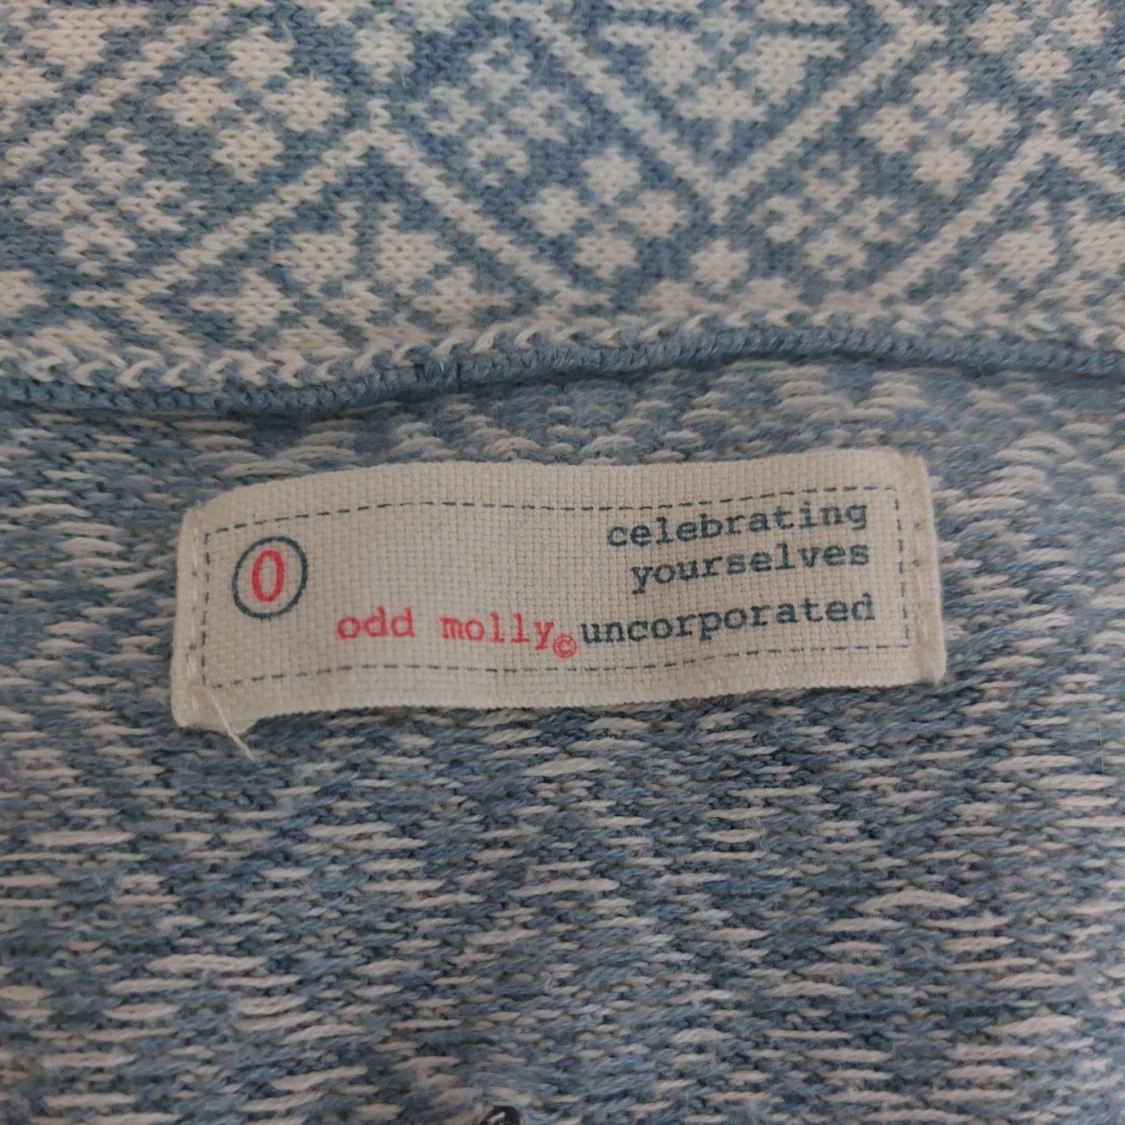 0
celebrating
yourselves
odd molly© uncorporated